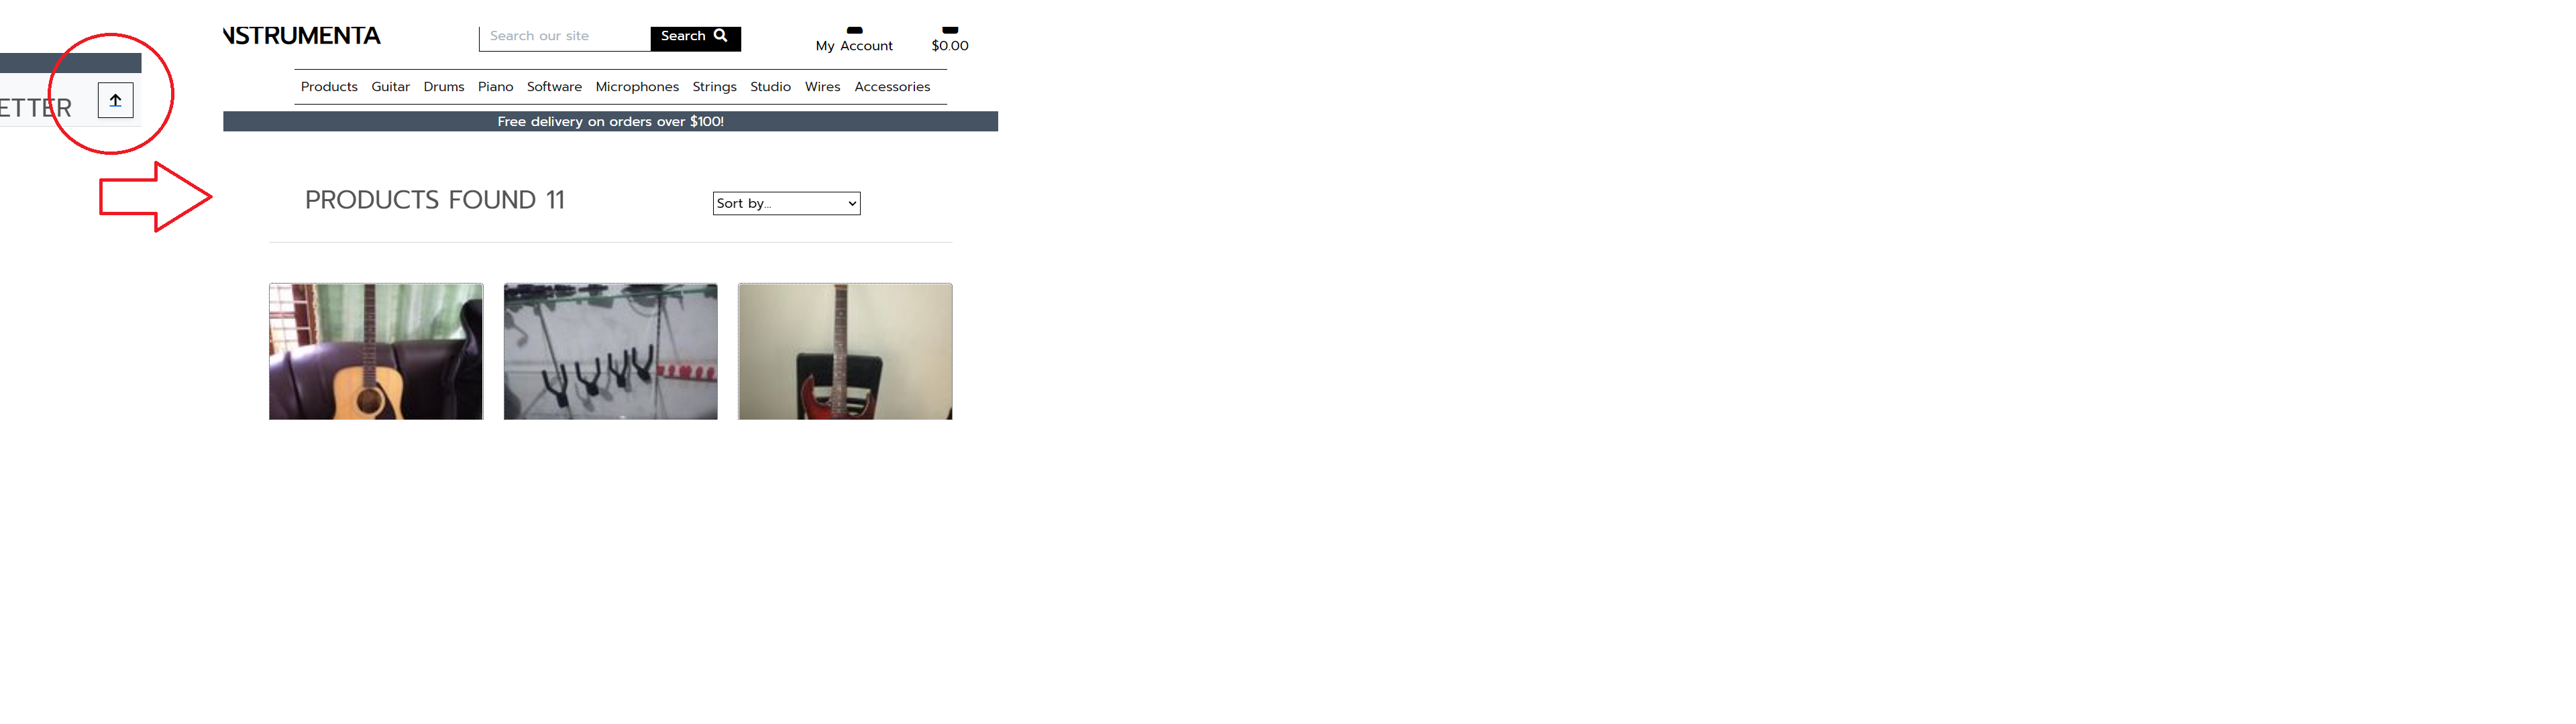 ETTER
NSTRUMENTA
Search our site
Search
My Account
$0.00
Products Guitar Drums Piano Software Microphones Strings Studio Wires Accessories
Free delivery on orders over $100!
PRODUCTS FOUND 11
Sort by...